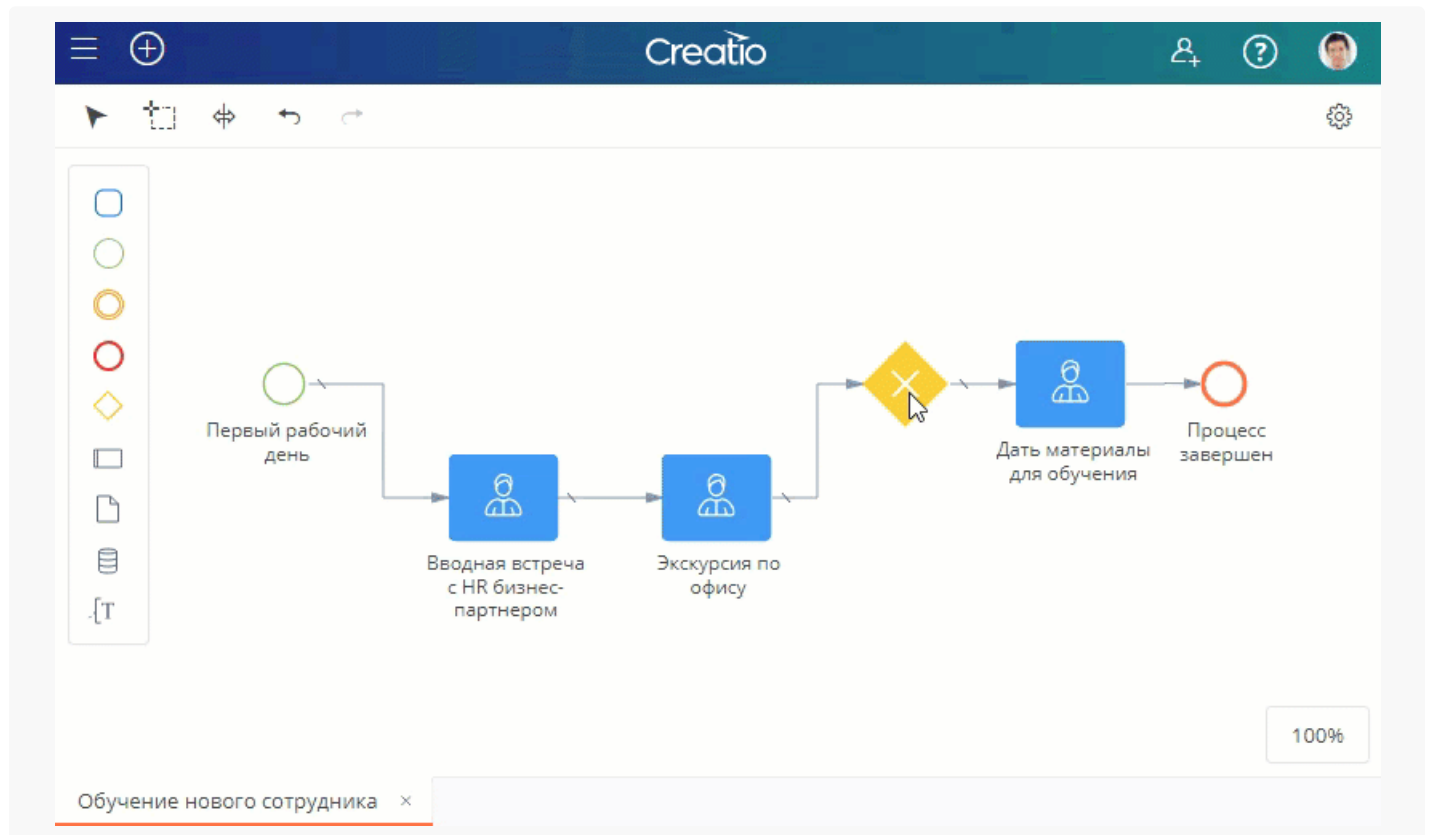 Creatio
Первый рабочий
день
Вводная встреча
с HR бизнес-
партнером
Экскурсия по
офису
Дать материалы
для обучения
Процесс
завершен
100%
Обучение нового сотрудника